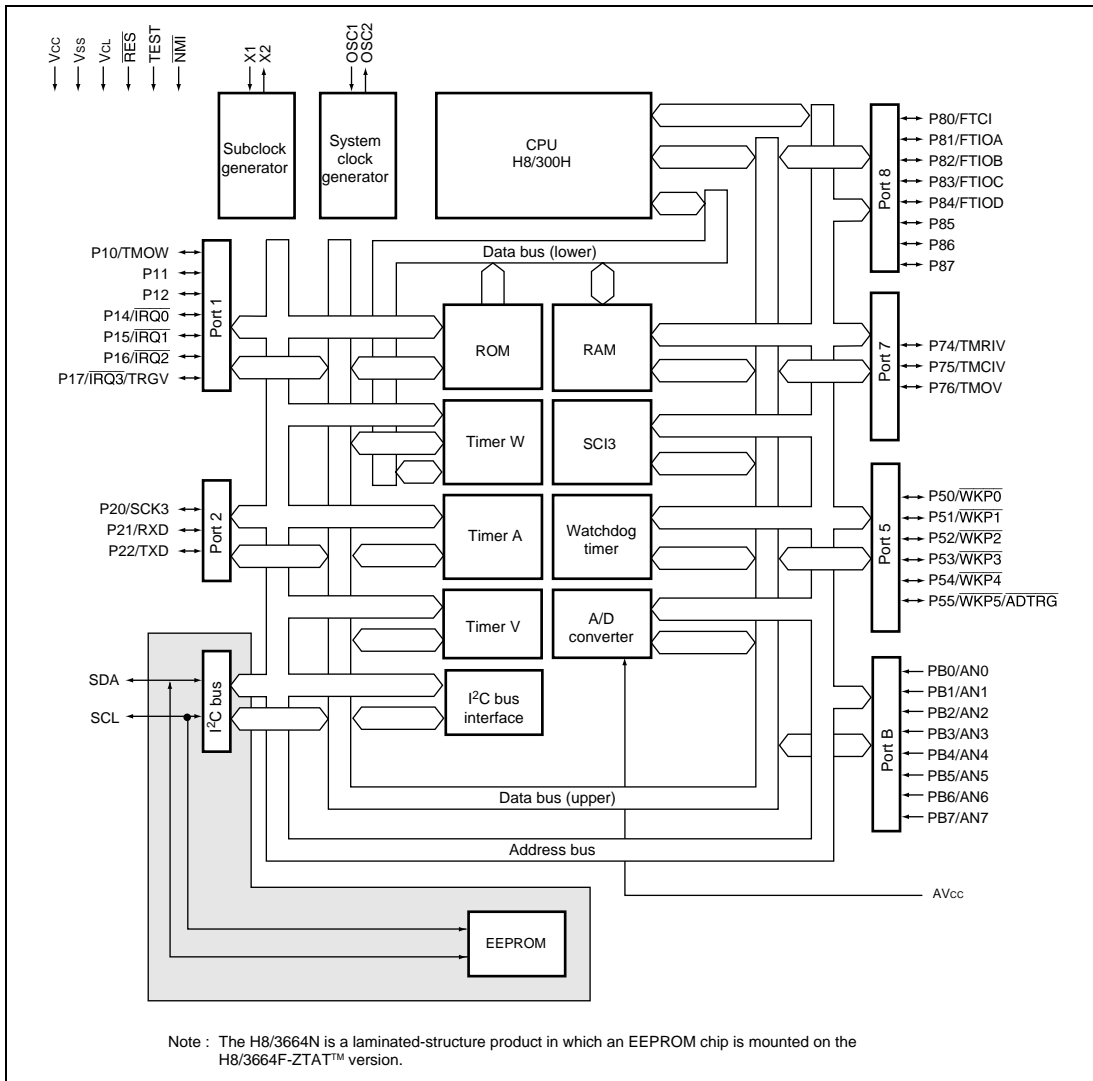 Vcc
Vss
VCL
RES
TEST
NMI
X1
X2
OSC1
OSC2
Subclock
generator
System
clock
generator
CPU
H8/300H
Port 8
P80/FTCI
P81/FTIOA
P82/FTIOB
P83/FTIOC
P84/FTIOD
P85
P86
P87
Data bus (lower)
P10/TMOW
P11
P12
P14/IRQ0
P15/IRQ1
P16/IRQ2
P17/IRQ3/TRGV
Port 1
ROM
RAM
Port 7
P74/TMRIV
P75/TMCIV
P76/TMOV
Timer W
SCI3
P20/SCK3
P21/RXD
P22/TXD
Port 2
Timer A
Watchdog
timer
Port 5
P50/WKP0
P51/WKP1
P52/WKP2
P53/WKP3
P54/WKP4
P55/WKP5/ADTRG
Timer V
A/D
converter
SDA
SCL
I²C bus
I²C bus
interface
Port B
PB0/AN0
PB1/AN1
PB2/AN2
PB3/AN3
PB4/AN4
PB5/AN5
PB6/AN6
PB7/AN7
Data bus (upper)
Address bus
AVcc
EEPROM
Note : The H8/3664N is a laminated-structure product in which an EEPROM chip is mounted on the
H8/3664F-ZTAT™ version.